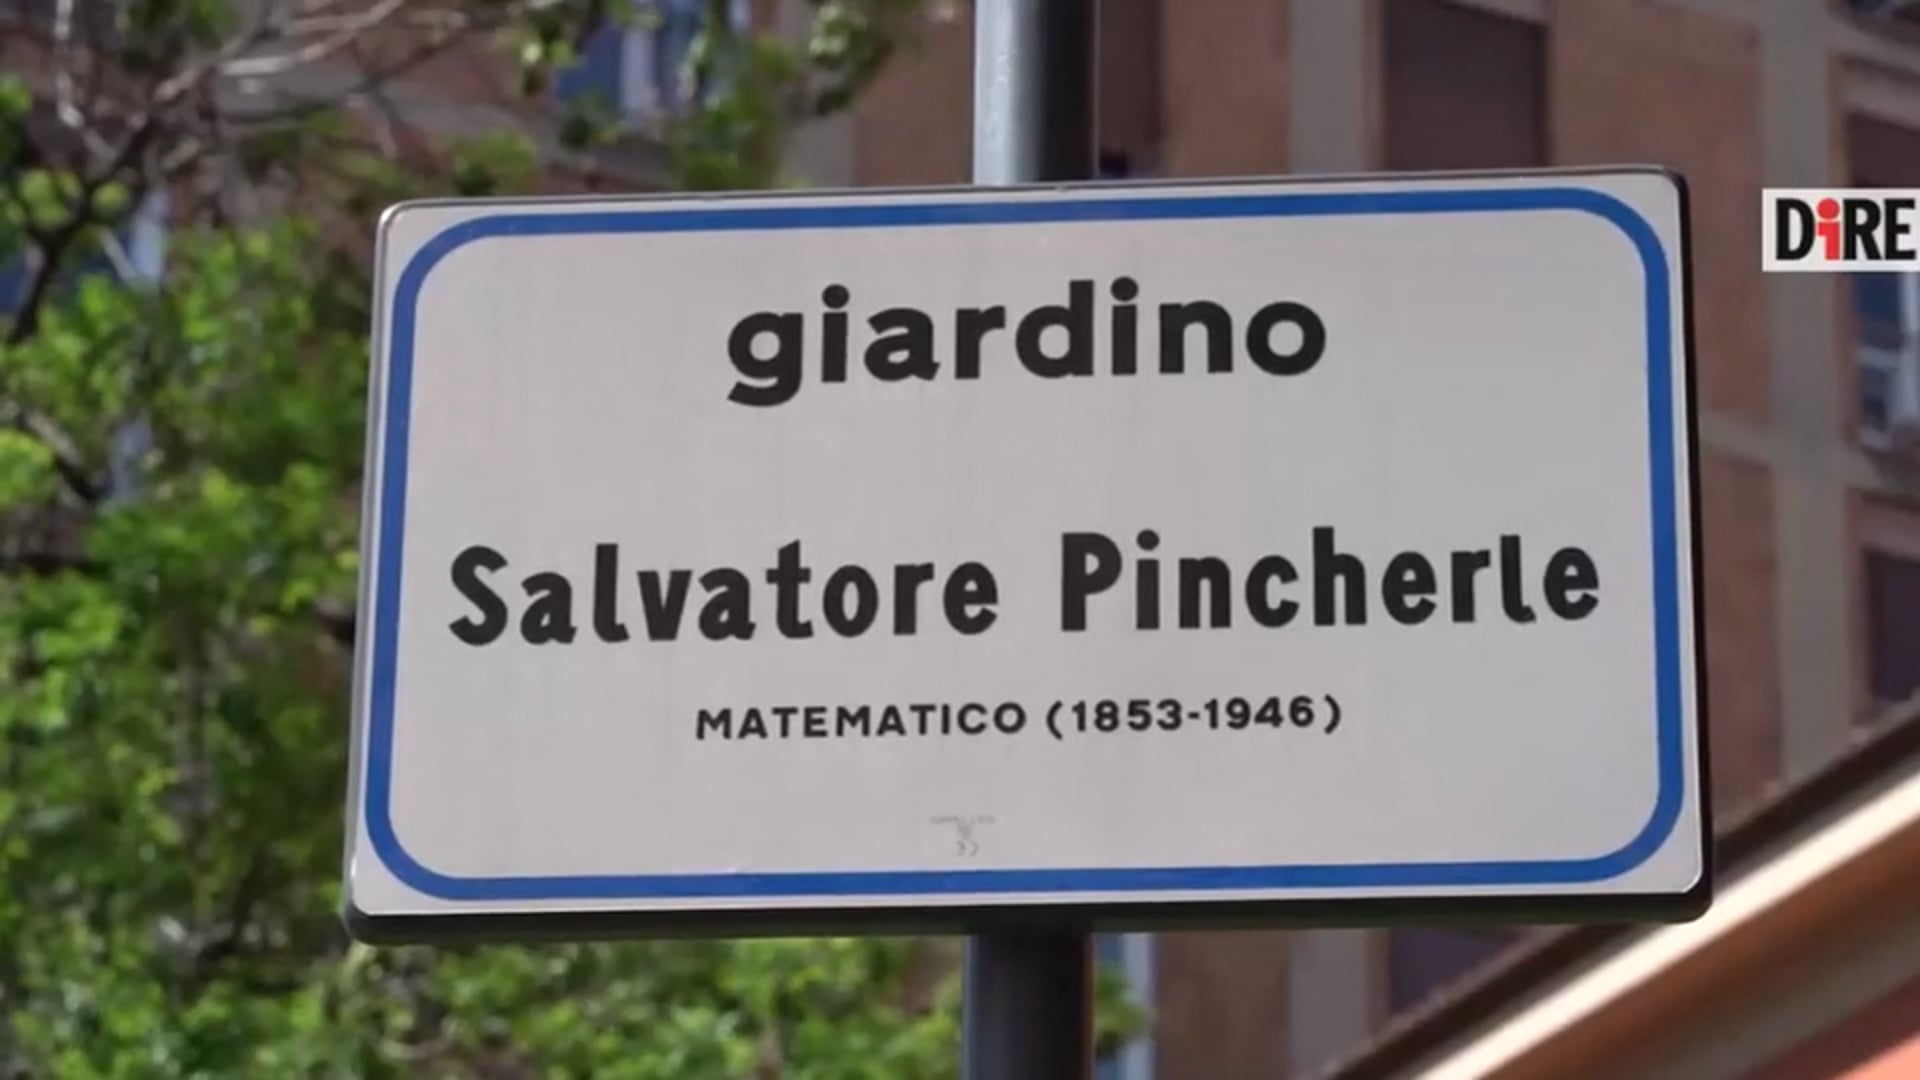 giardino
Salvatore Pincherle
MATEMATICO (1853-1946)
DiRE